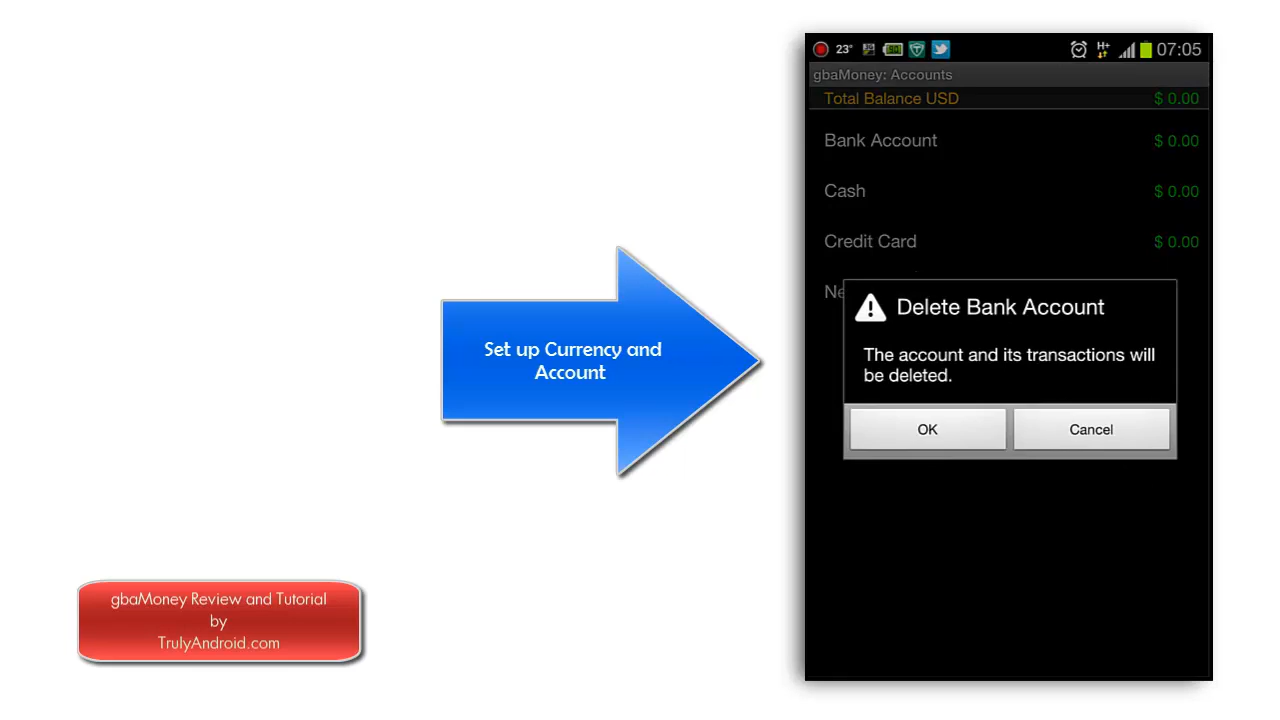 23°
H+
07:05
gbaMoney: Accounts
Total Balance USD $ 0.00
Bank Account $ 0.00
Cash $ 0.00
Credit Card $ 0.00
Ne
Delete Bank Account
The account and its transactions will
be deleted.
OK Cancel
Set up Currency and
Account
gbaMoney Review and Tutorial
by
TrulyAndroid.com